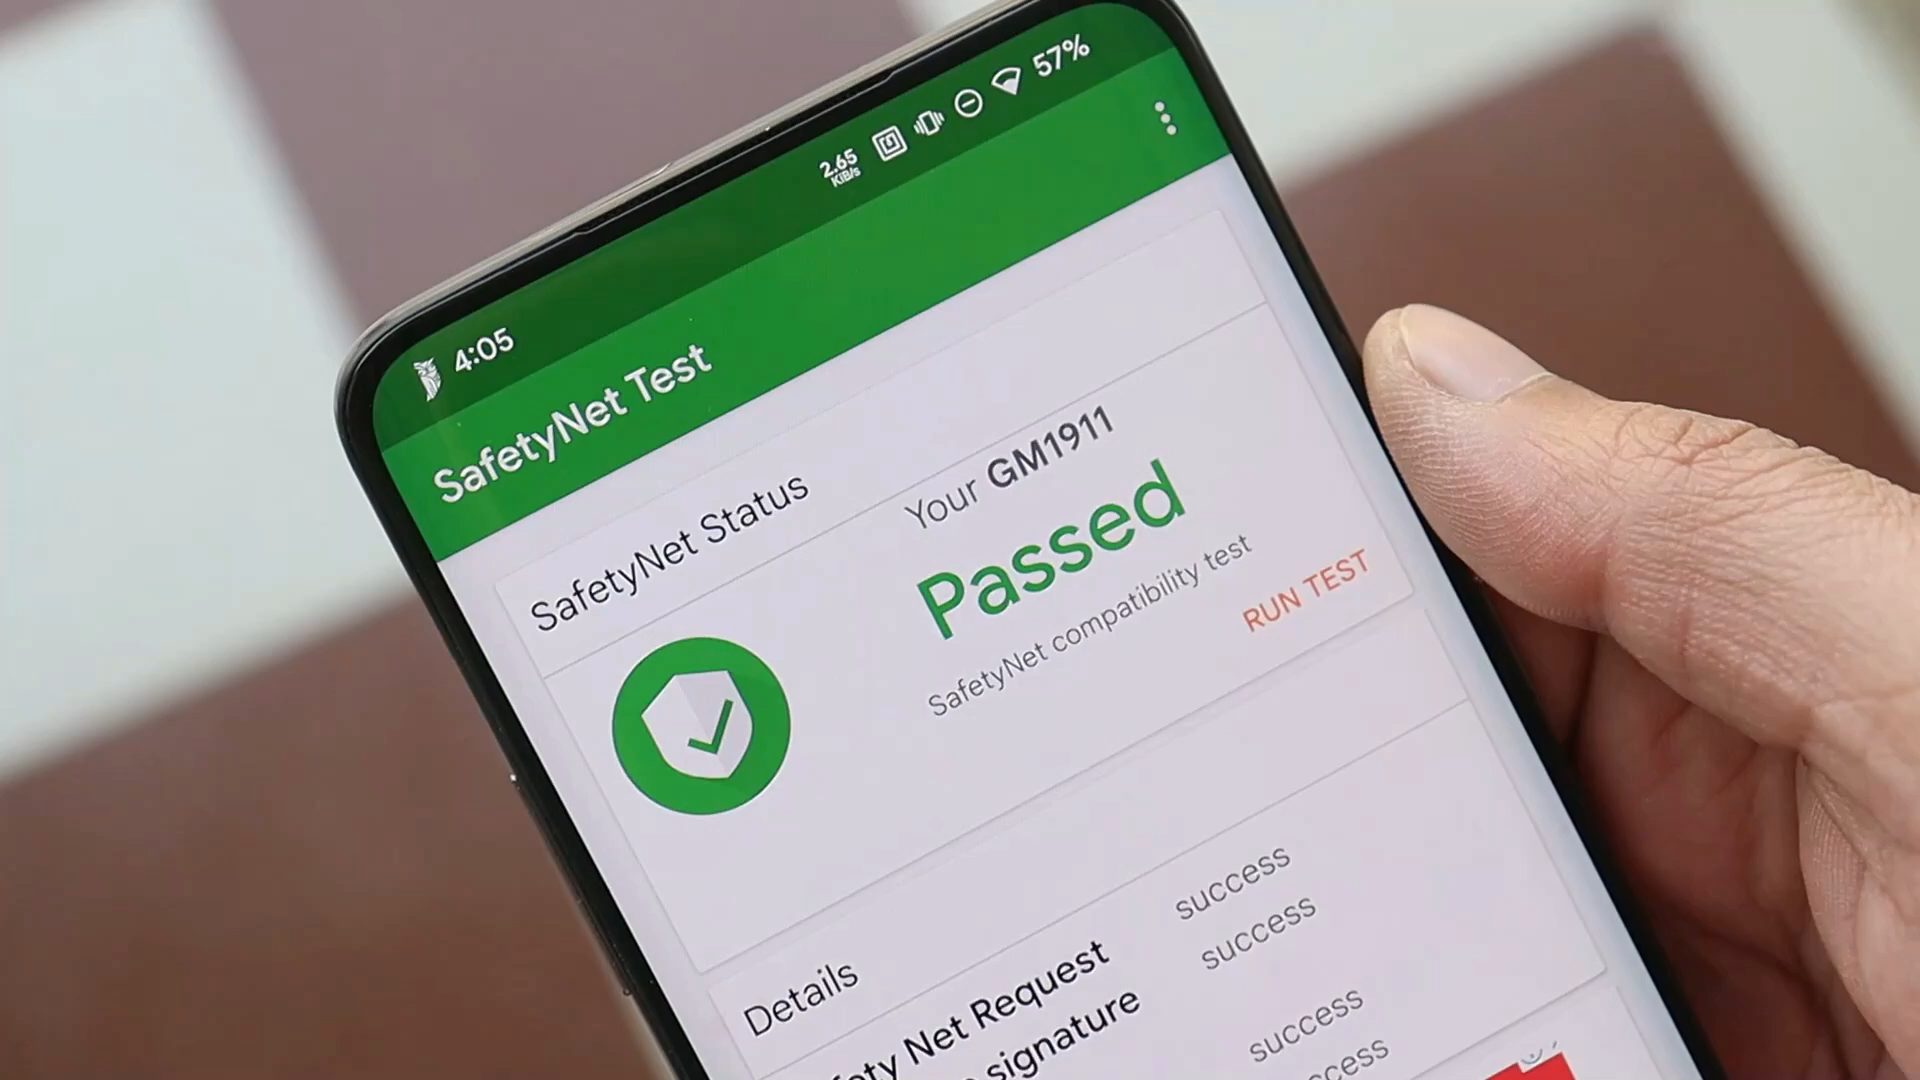 4:05
2.65
KiB/s
57%
SafetyNet Test
SafetyNet Status
Your GM1911
Passed
SafetyNet compatibility test
RUN TEST
Details
Net Request success
signature success
success